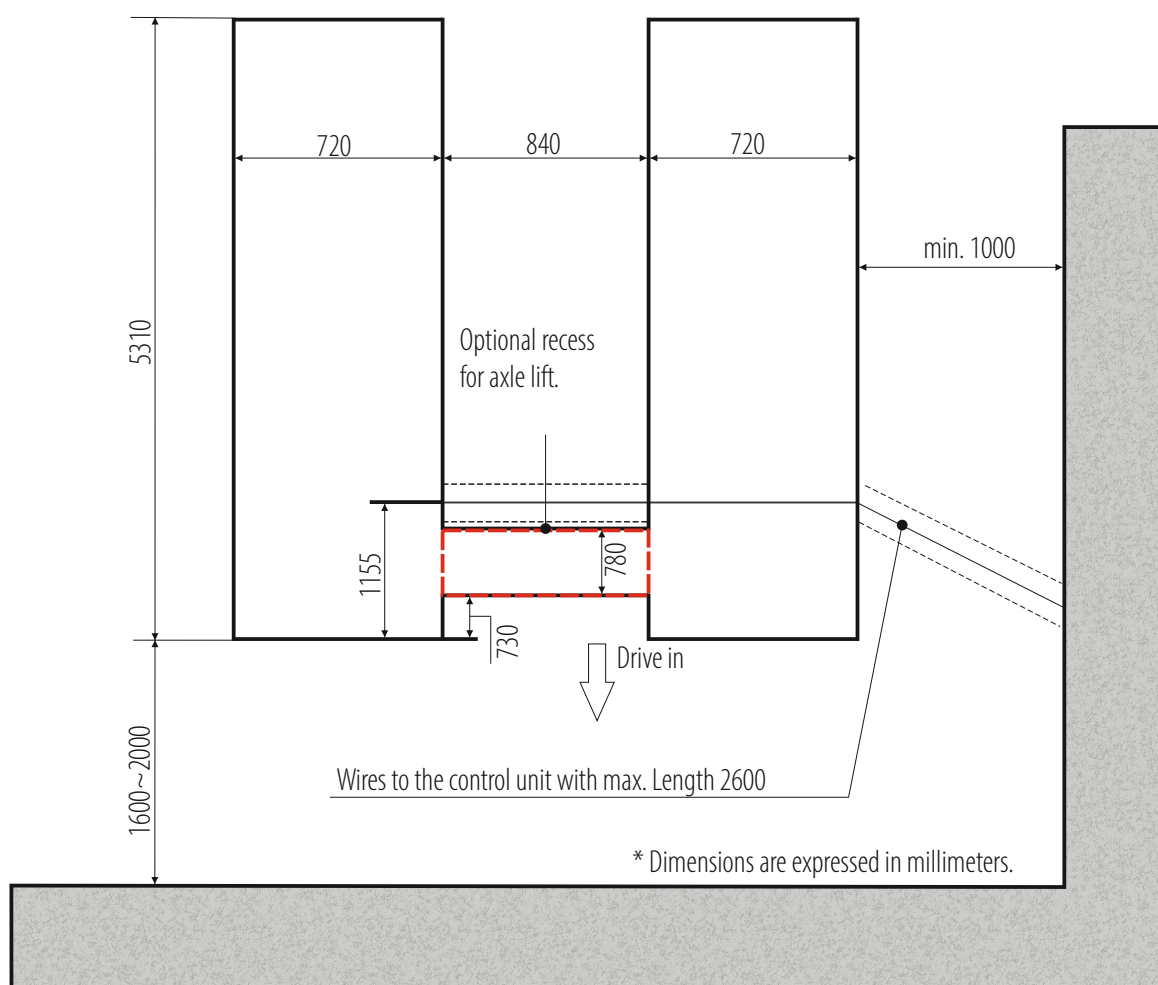 720
840
720
min. 1000
5310
Optional recess
for axle lift.
1155
780
730
Drive in
1600~2000
Wires to the control unit with max. Length 2600
* Dimensions are expressed in millimeters.